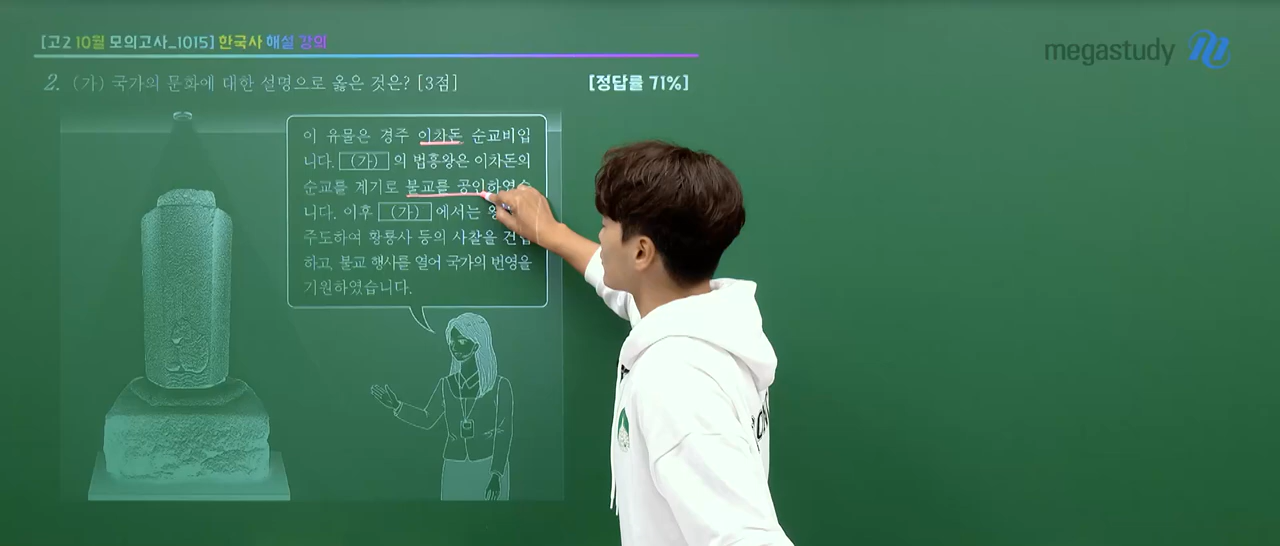 [고2 10월 모의고사_1015] 한국사 해설 강의
megastudy
2. (가) 국가의 문화에 대한 설명으로 옳은 것은? [3점]
[정답률 71%]
이 유물은 경주 이차돈 순교비입
니다. (가) 의 법흥왕은 이차돈의
순교를 계기로 불교를 공인하였습
니다. 이후 (가) 에서는
주도하여 황룡사 등의 사찰을
하고, 불교 행사를 열어 국가의 번영을
기원하였습니다.